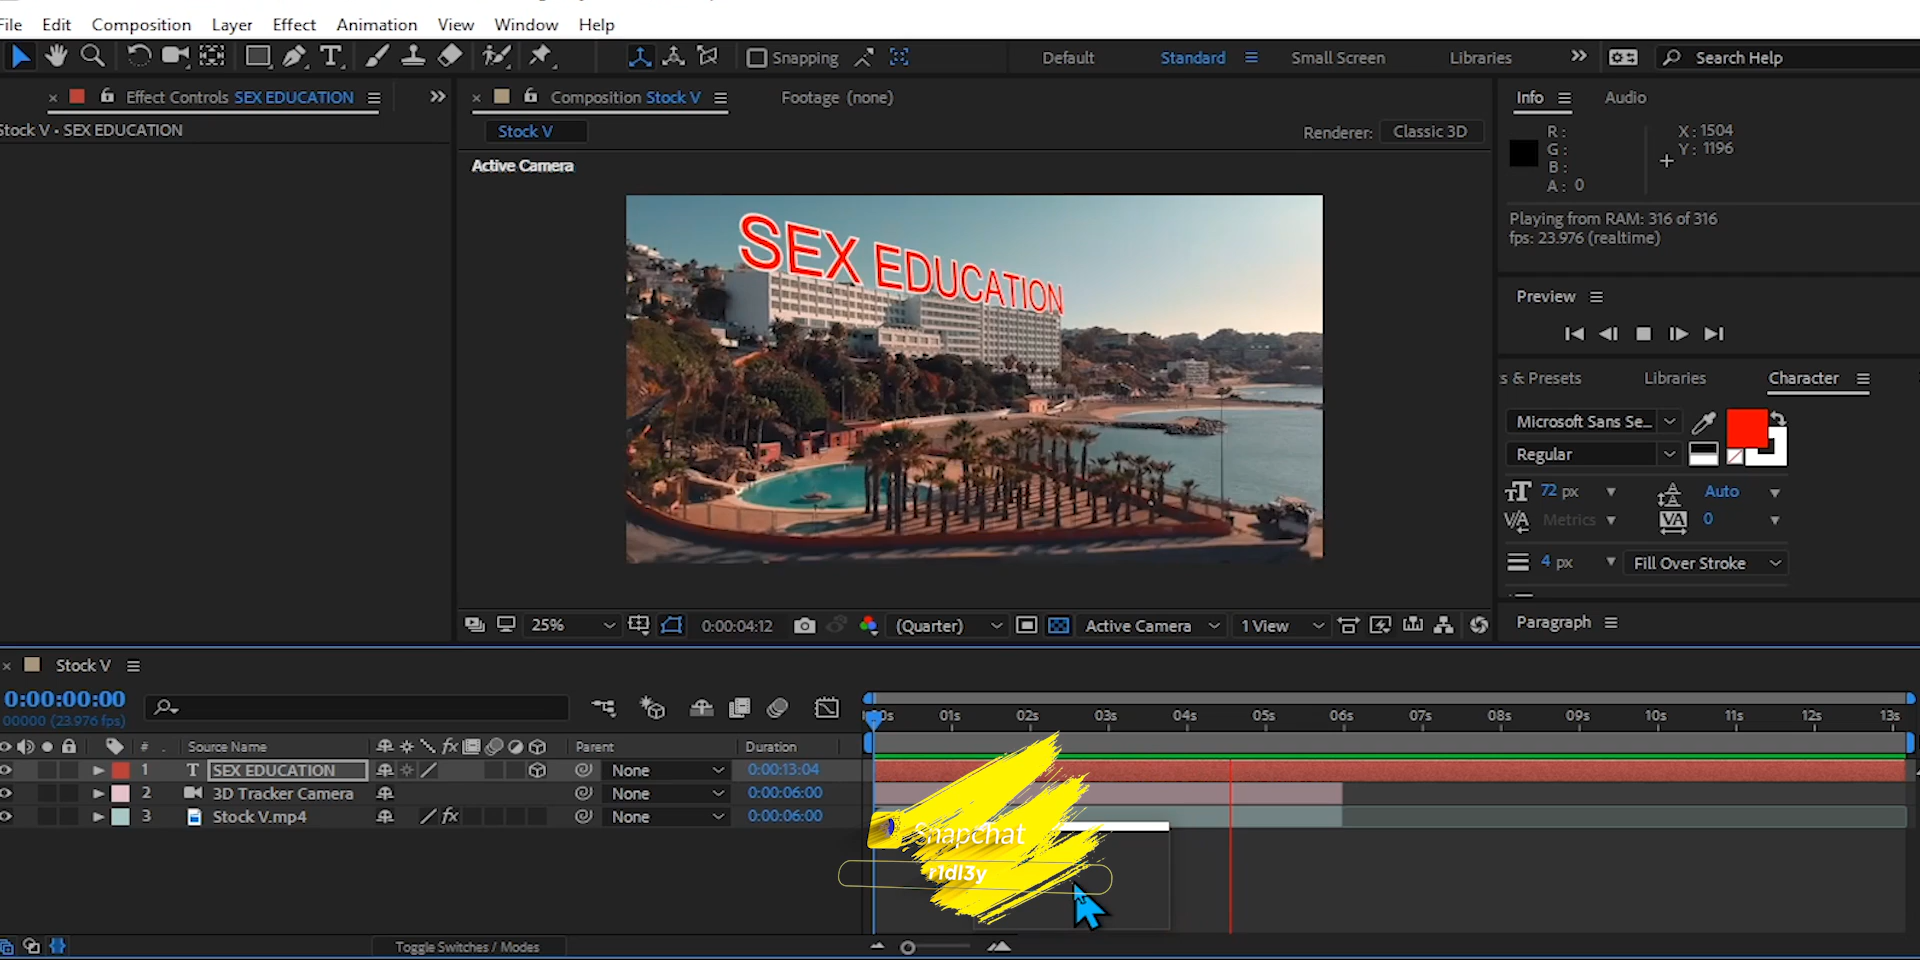 File Edit Composition Layer Effect Animation View Window Help
Snapping
Default Standard Small Screen Libraries Search Help
Effect Controls SEX EDUCATION
Composition Stock V
Footage (none)
Info Audio
Stock V • SEX EDUCATION
Stock V
Renderer: Classic 3D
Active Camera
R:
G:
B:
A: 0
X: 1504
Y: 1196
Playing from RAM: 316 of 316
fps: 23.976 (realtime)
SEX EDUCATION
Preview
s & Presets Libraries Character
Microsoft Sans Se...
Regular
72 px Auto
Metrics 0
4 px Fill Over Stroke
Paragraph
25% 0:00:04:12 (Quarter) Active Camera 1 View
Stock V
0:00:00:00
00000 (23.976 fps)
01s 02s 03s 04s 05s 06s 07s 08s 09s 10s 11s 12s 13s
# Source Name fx Parent Duration
1 T SEX EDUCATION None 0:00:13:04
2 3D Tracker Camera None 0:00:06:00
3 Stock V.mp4 fx None 0:00:06:00
Snapchat
r1dl3y
Toggle Switches / Modes